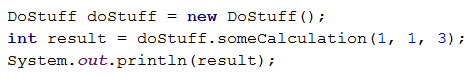 DoStuff doStuff = new DoStuff();
int result = doStuff.someCalculation(1, 1, 3);
System.out.println(result);